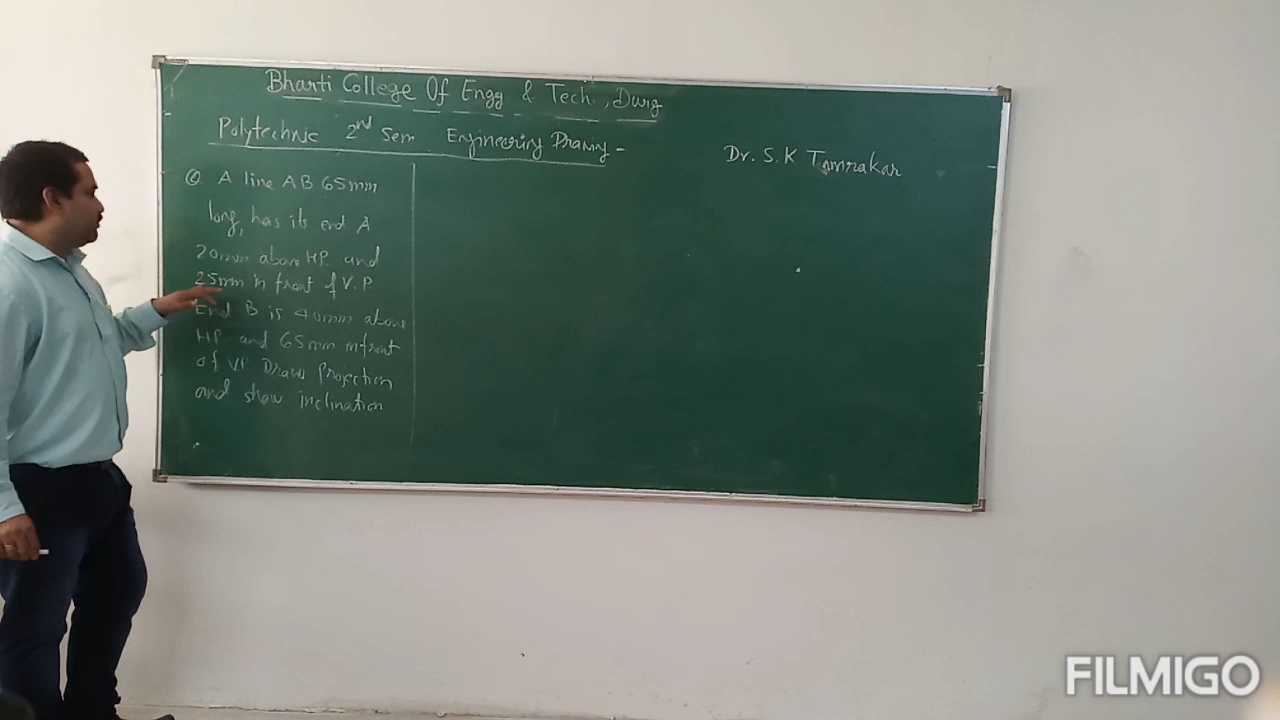 Bharti College Of Engg & Tech., Durg
Polytechnic 2nd Sem Engineering Drawing -
Dr. S. K Tamrakar
Q. A line AB 65mm
long, has its end A
20mm above HP and
25mm in front of V.P
End B is 40mm above
HP and 65mm in front
of VP Draw Projection
and show inclination
FILMIGO